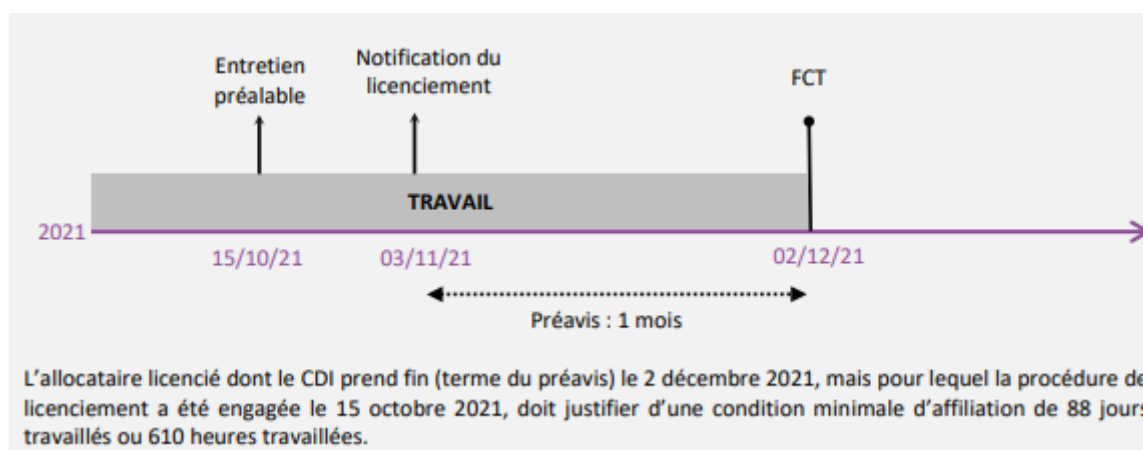 Entretien
préalable
Notification du
licenciement
FCT
TRAVAIL
2021
15/10/21
03/11/21
02/12/21
Préavis : 1 mois
L'allocataire licencié dont le CDI prend fin (terme du préavis) le 2 décembre 2021, mais pour lequel la procédure de
licenciement a été engagée le 15 octobre 2021, doit justifier d'une condition minimale d'affiliation de 88 jours
travaillés ou 610 heures travaillées.